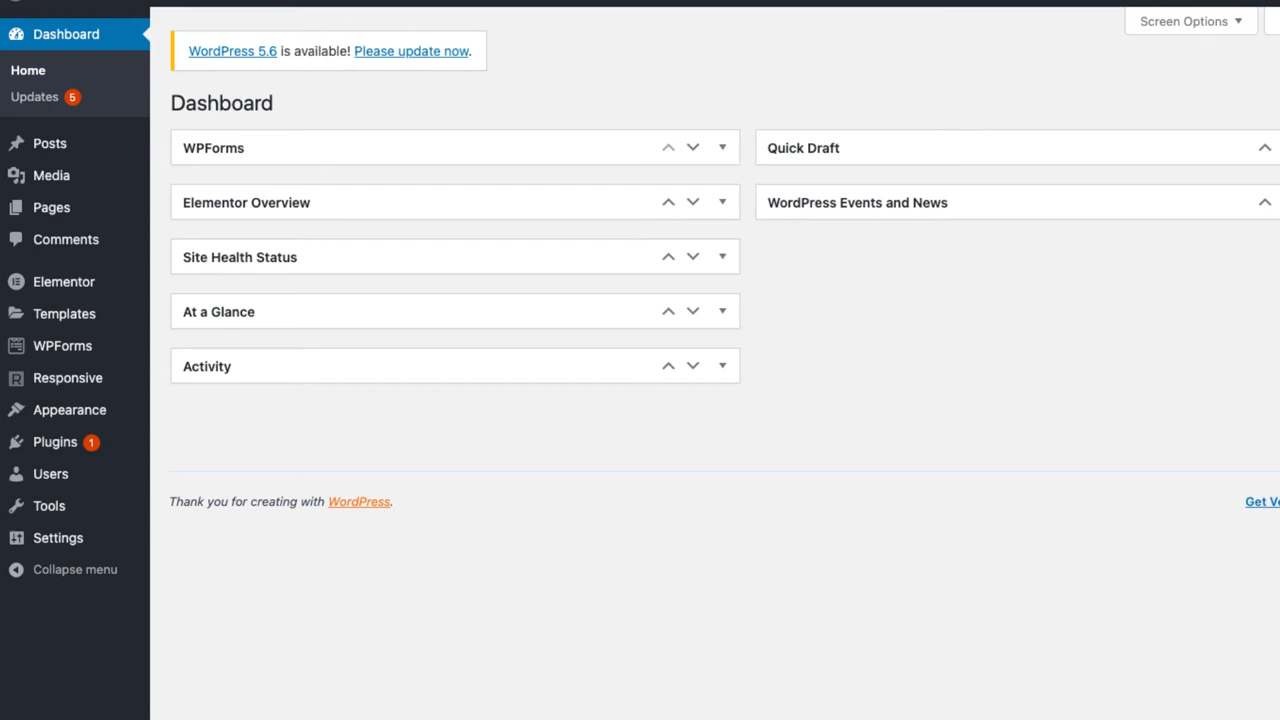 Dashboard
Home
Updates 5
Posts
Media
Pages
Comments
Elementor
Templates
WPForms
Responsive
Appearance
Plugins 1
Users
Tools
Settings
Collapse menu
Screen Options
WordPress 5.6 is available! Please update now.
Dashboard
WPForms
Elementor Overview
Site Health Status
At a Glance
Activity
Quick Draft
WordPress Events and News
Thank you for creating with WordPress.
Get